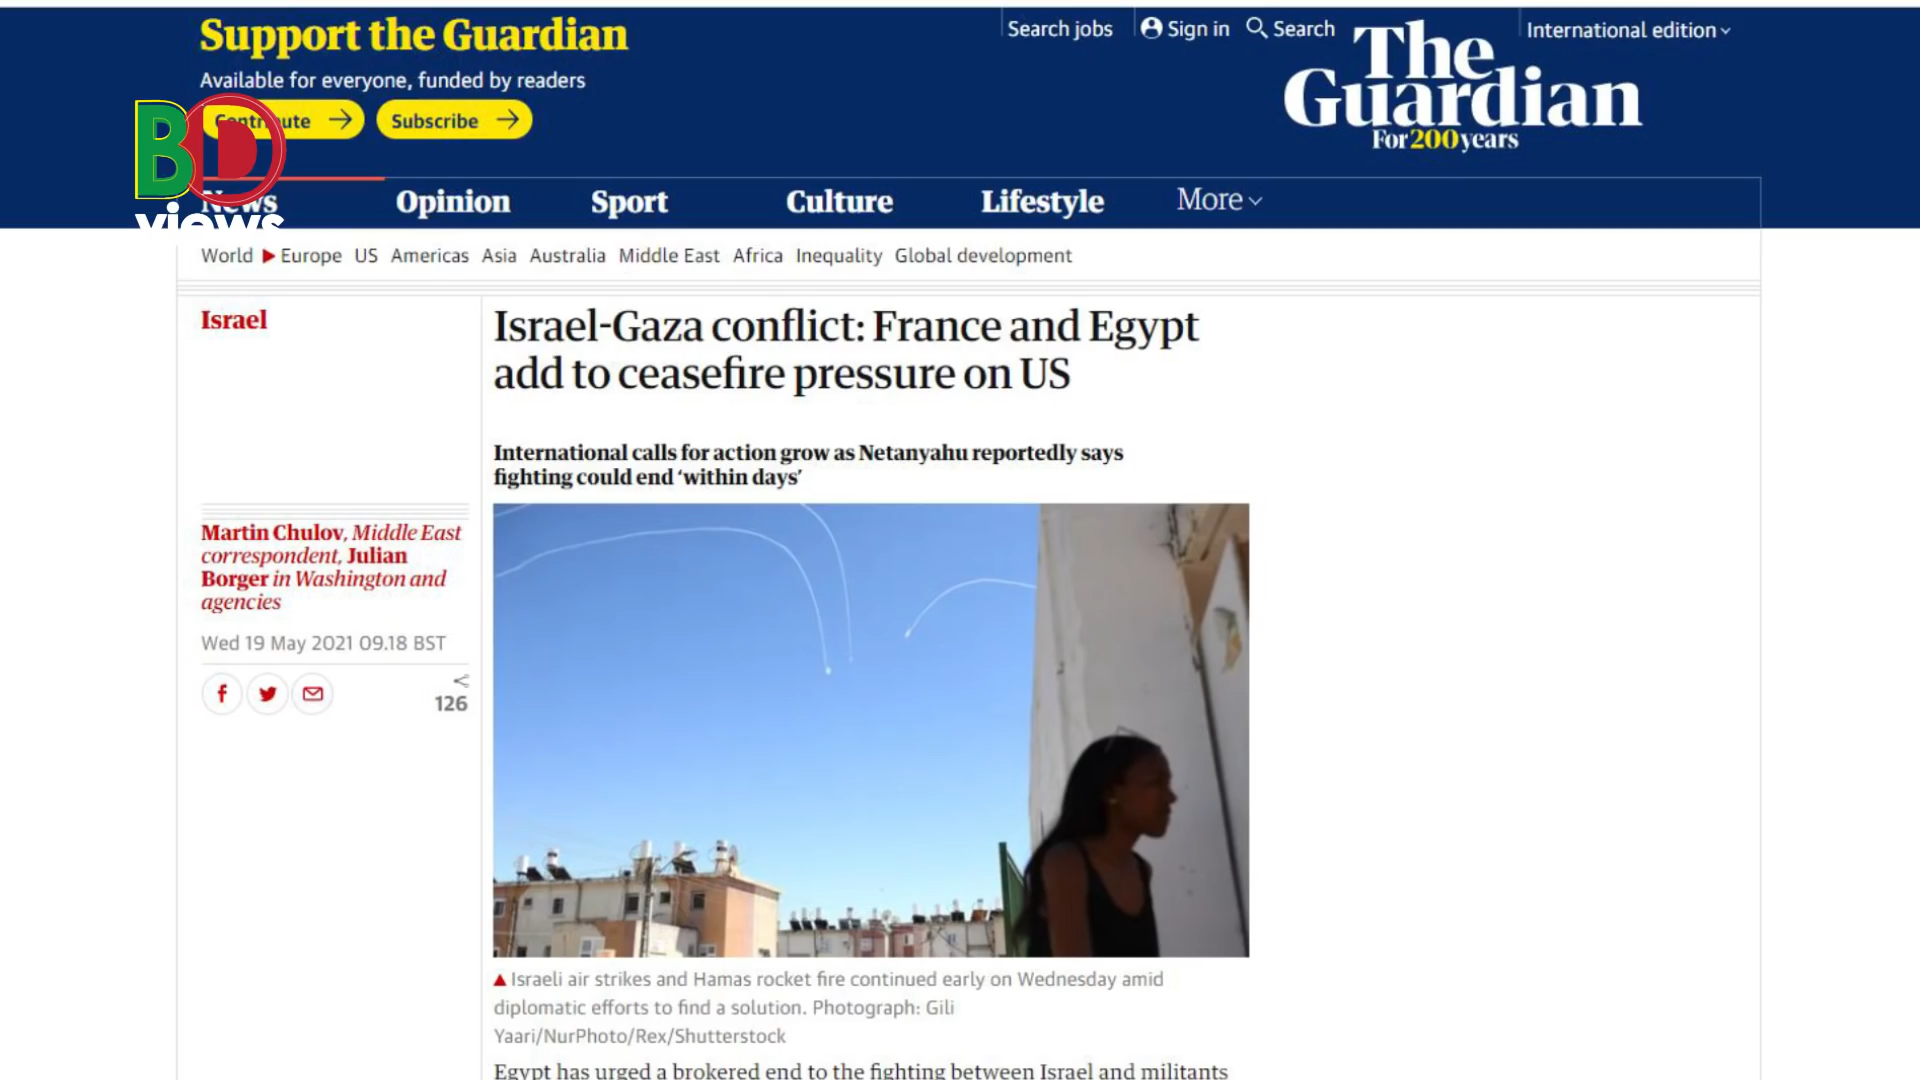 Support the Guardian
Available for everyone, funded by readers
Contribute
Subscribe
Search jobs
Sign in
Search
International edition
The
Guardian
For 200 years
BD
views
News
Opinion
Sport
Culture
Lifestyle
More
World Europe US Americas Asia Australia Middle East Africa Inequality Global development
Israel
Israel-Gaza conflict: France and Egypt
add to ceasefire pressure on US
International calls for action grow as Netanyahu reportedly says
fighting could end ‘within days’
Martin Chulov, Middle East
correspondent, Julian
Borger in Washington and
agencies
Wed 19 May 2021 09.18 BST
126
Israeli air strikes and Hamas rocket fire continued early on Wednesday amid
diplomatic efforts to find a solution. Photograph: Gili
Yaari/NurPhoto/Rex/Shutterstock
Egypt has urged a brokered end to the fighting between Israel and militants